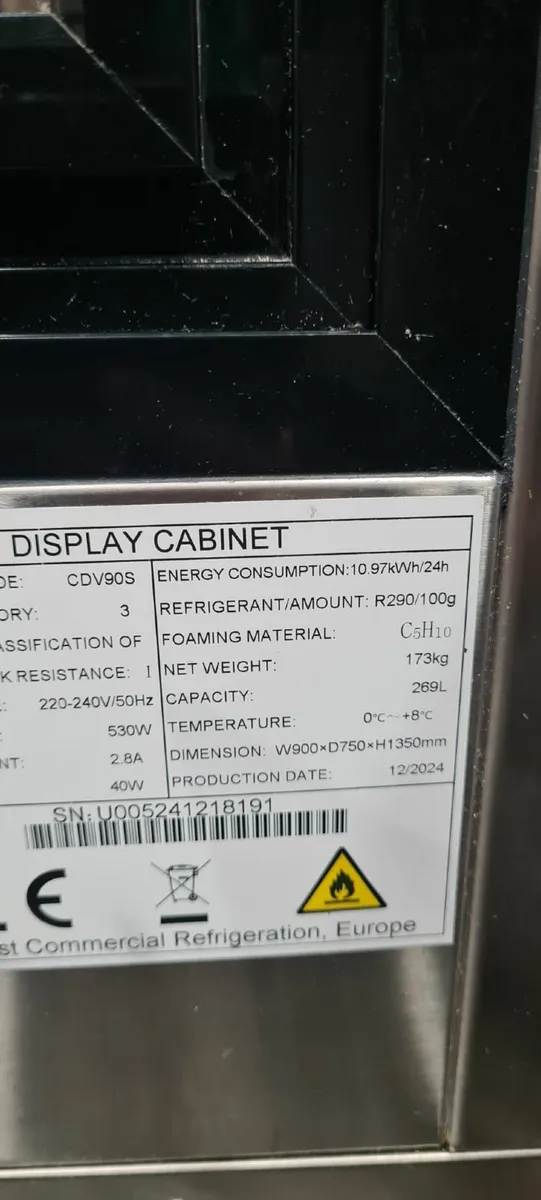 DISPLAY CABINET
DE: CDV90S
ORY: 3
ASSIFICATION OF
K RESISTANCE: I
: 220-240V/50Hz
: 530W
NT: 2.8A
40W
ENERGY CONSUMPTION:10.97kWh/24h
REFRIGERANT/AMOUNT: R290/100g
FOAMING MATERIAL: C5H10
NET WEIGHT: 173kg
CAPACITY: 269L
TEMPERATURE: 0℃~+8℃
DIMENSION: W900×D750×H1350mm
PRODUCTION DATE: 12/2024
SN:U005241218191
CE
st Commercial Refrigeration, Europe